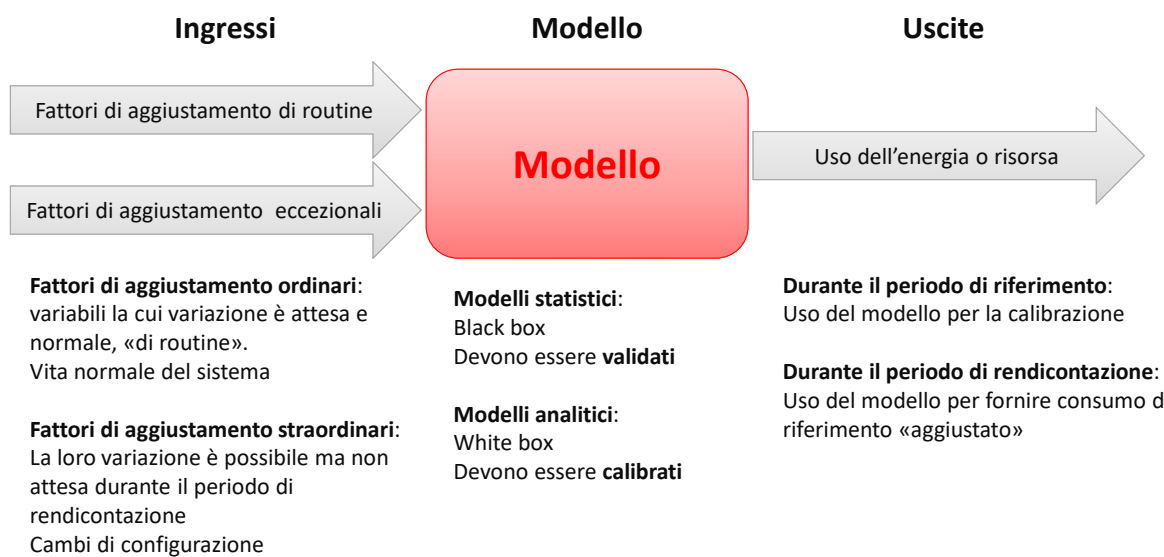 Ingressi
Modello
Uscite
Fattori di aggiustamento di routine
Fattori di aggiustamento  eccezionali
Modello
Uso dell’energia o risorsa
Fattori di aggiustamento ordinari:
variabili la cui variazione è attesa e
normale, «di routine».
Vita normale del sistema
Fattori di aggiustamento straordinari:
La loro variazione è possibile ma non
attesa durante il periodo di
rendicontazione
Cambi di configurazione
Modelli statistici:
Black box
Devono essere validati
Modelli analitici:
White box
Devono essere calibrati
Durante il periodo di riferimento:
Uso del modello per la calibrazione
Durante il periodo di rendicontazione:
Uso del modello per fornire consumo d
riferimento «aggiustato»